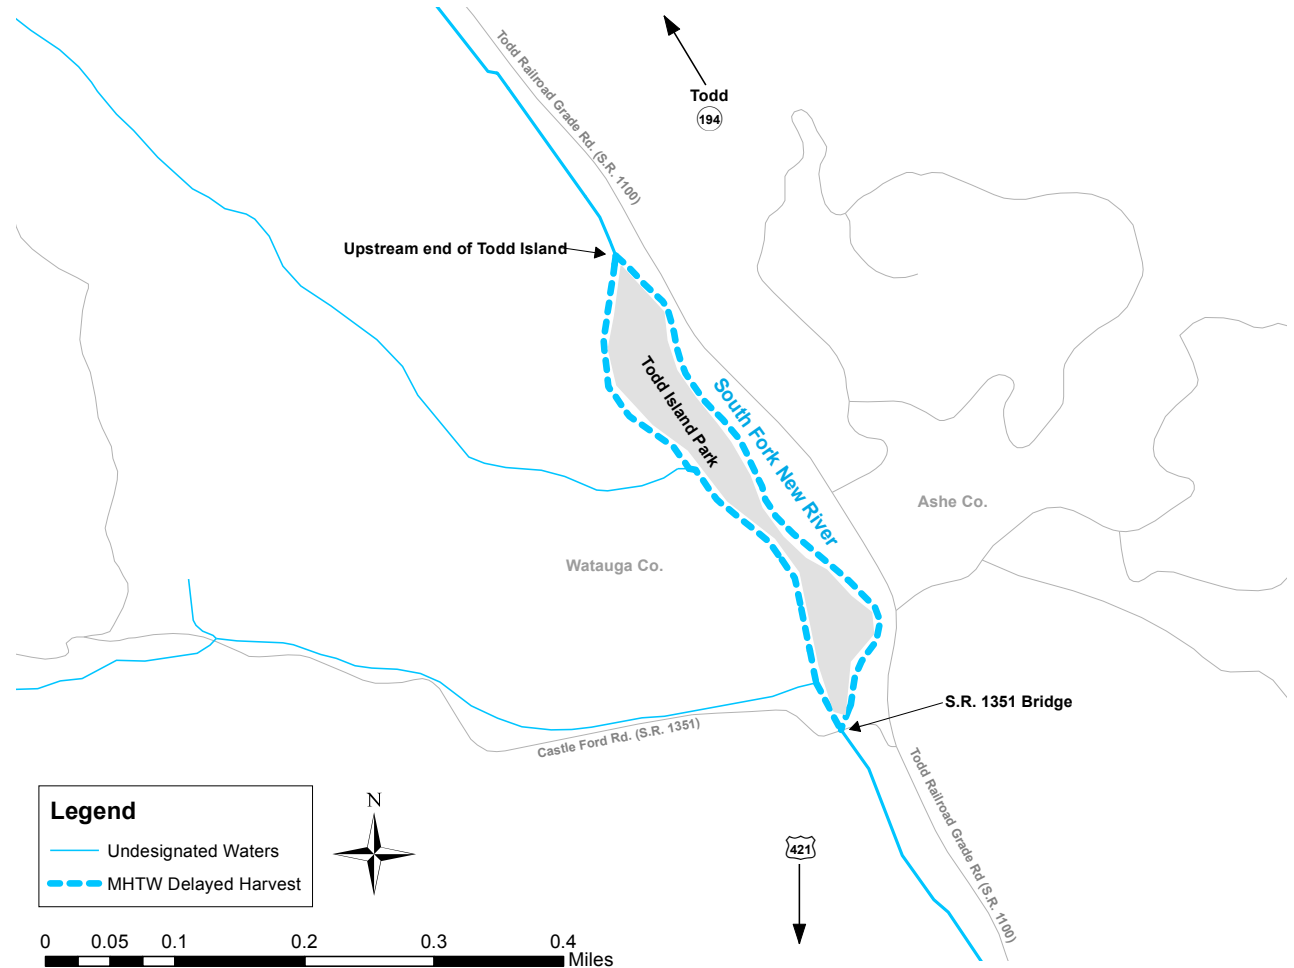 Todd Railroad Grade Rd. (S.R. 1100)
Todd
194
Upstream end of Todd Island
Todd Island Park
South Fork New River
Ashe Co.
Watauga Co.
S.R. 1351 Bridge
Castle Ford Rd. (S.R. 1351)
Todd Railroad Grade Rd (S.R. 1100)
421
Legend
Undesignated Waters
MHTW Delayed Harvest
N
0 0.05 0.1 0.2 0.3 0.4
Miles